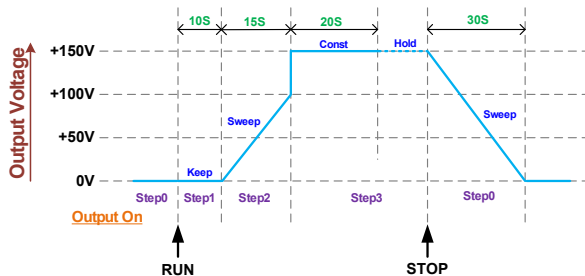 10S 15S 20S 30S
Output Voltage
+150V
Const Hold
+100V
Sweep Sweep
+50V
0V
Keep
Step0 Step1 Step2 Step3 Step0
Output On
RUN STOP